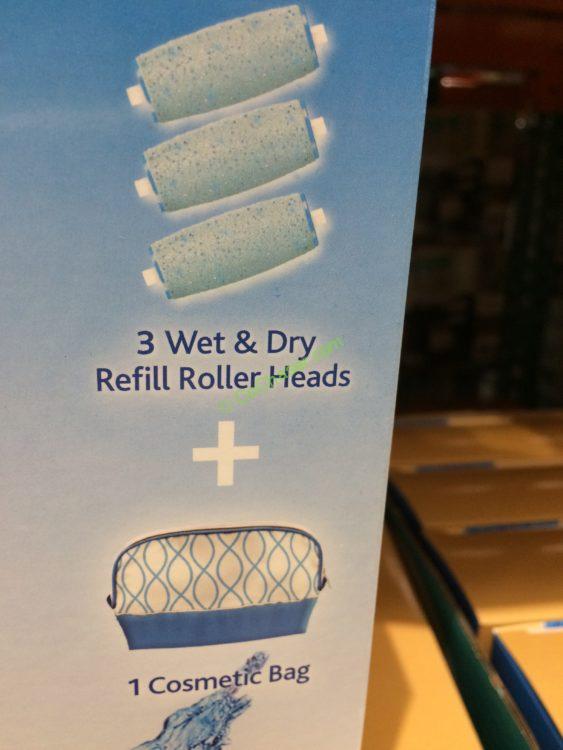 3 Wet & Dry
Refill Roller Heads
+
1 Cosmetic Bag